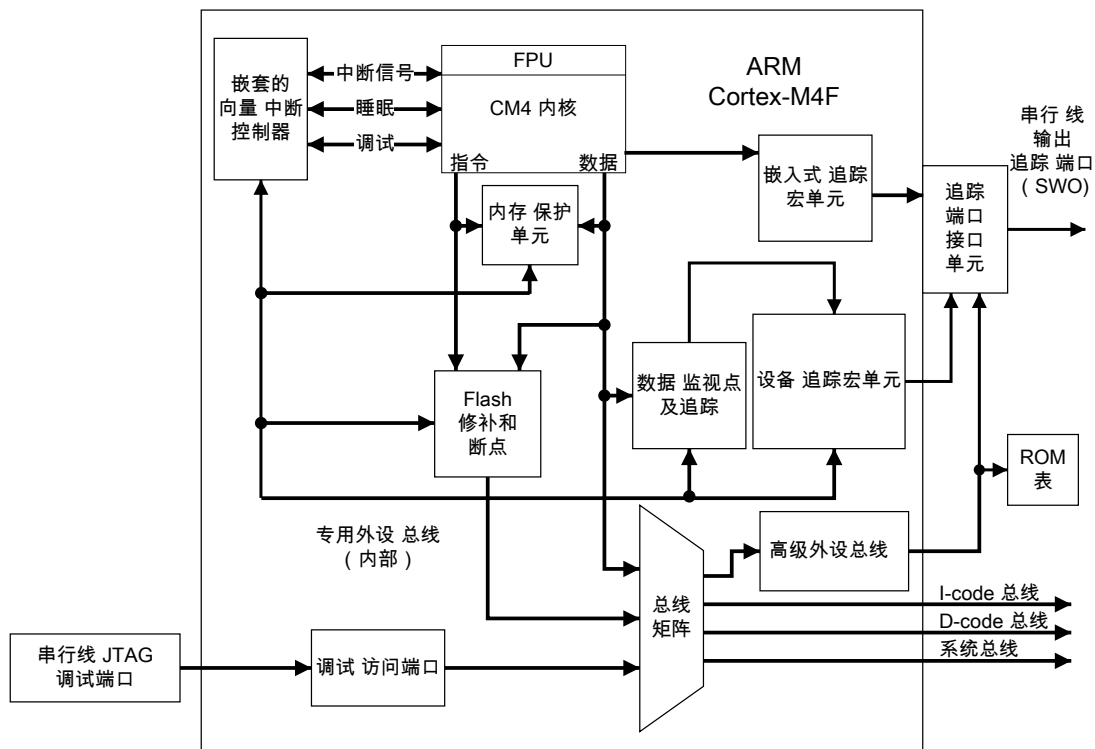 FPU
ARM
Cortex-M4F
嵌套的
向量 中断
控制器
中断信号
睡眠
调试
CM4 内核
指令
数据
串行 线
输出
追踪 端口
( SWO)
嵌入式 追踪
宏单元
追踪
端口
接口
单元
内存 保护
单元
Flash
修补和
断点
数据 监视点
及追踪
设备 追踪宏单元
ROM
表
专用外设 总线
( 内部 )
高级外设总线
总线
矩阵
I-code 总线
D-code 总线
系统总线
串行线 JTAG
调试端口
调试 访问端口